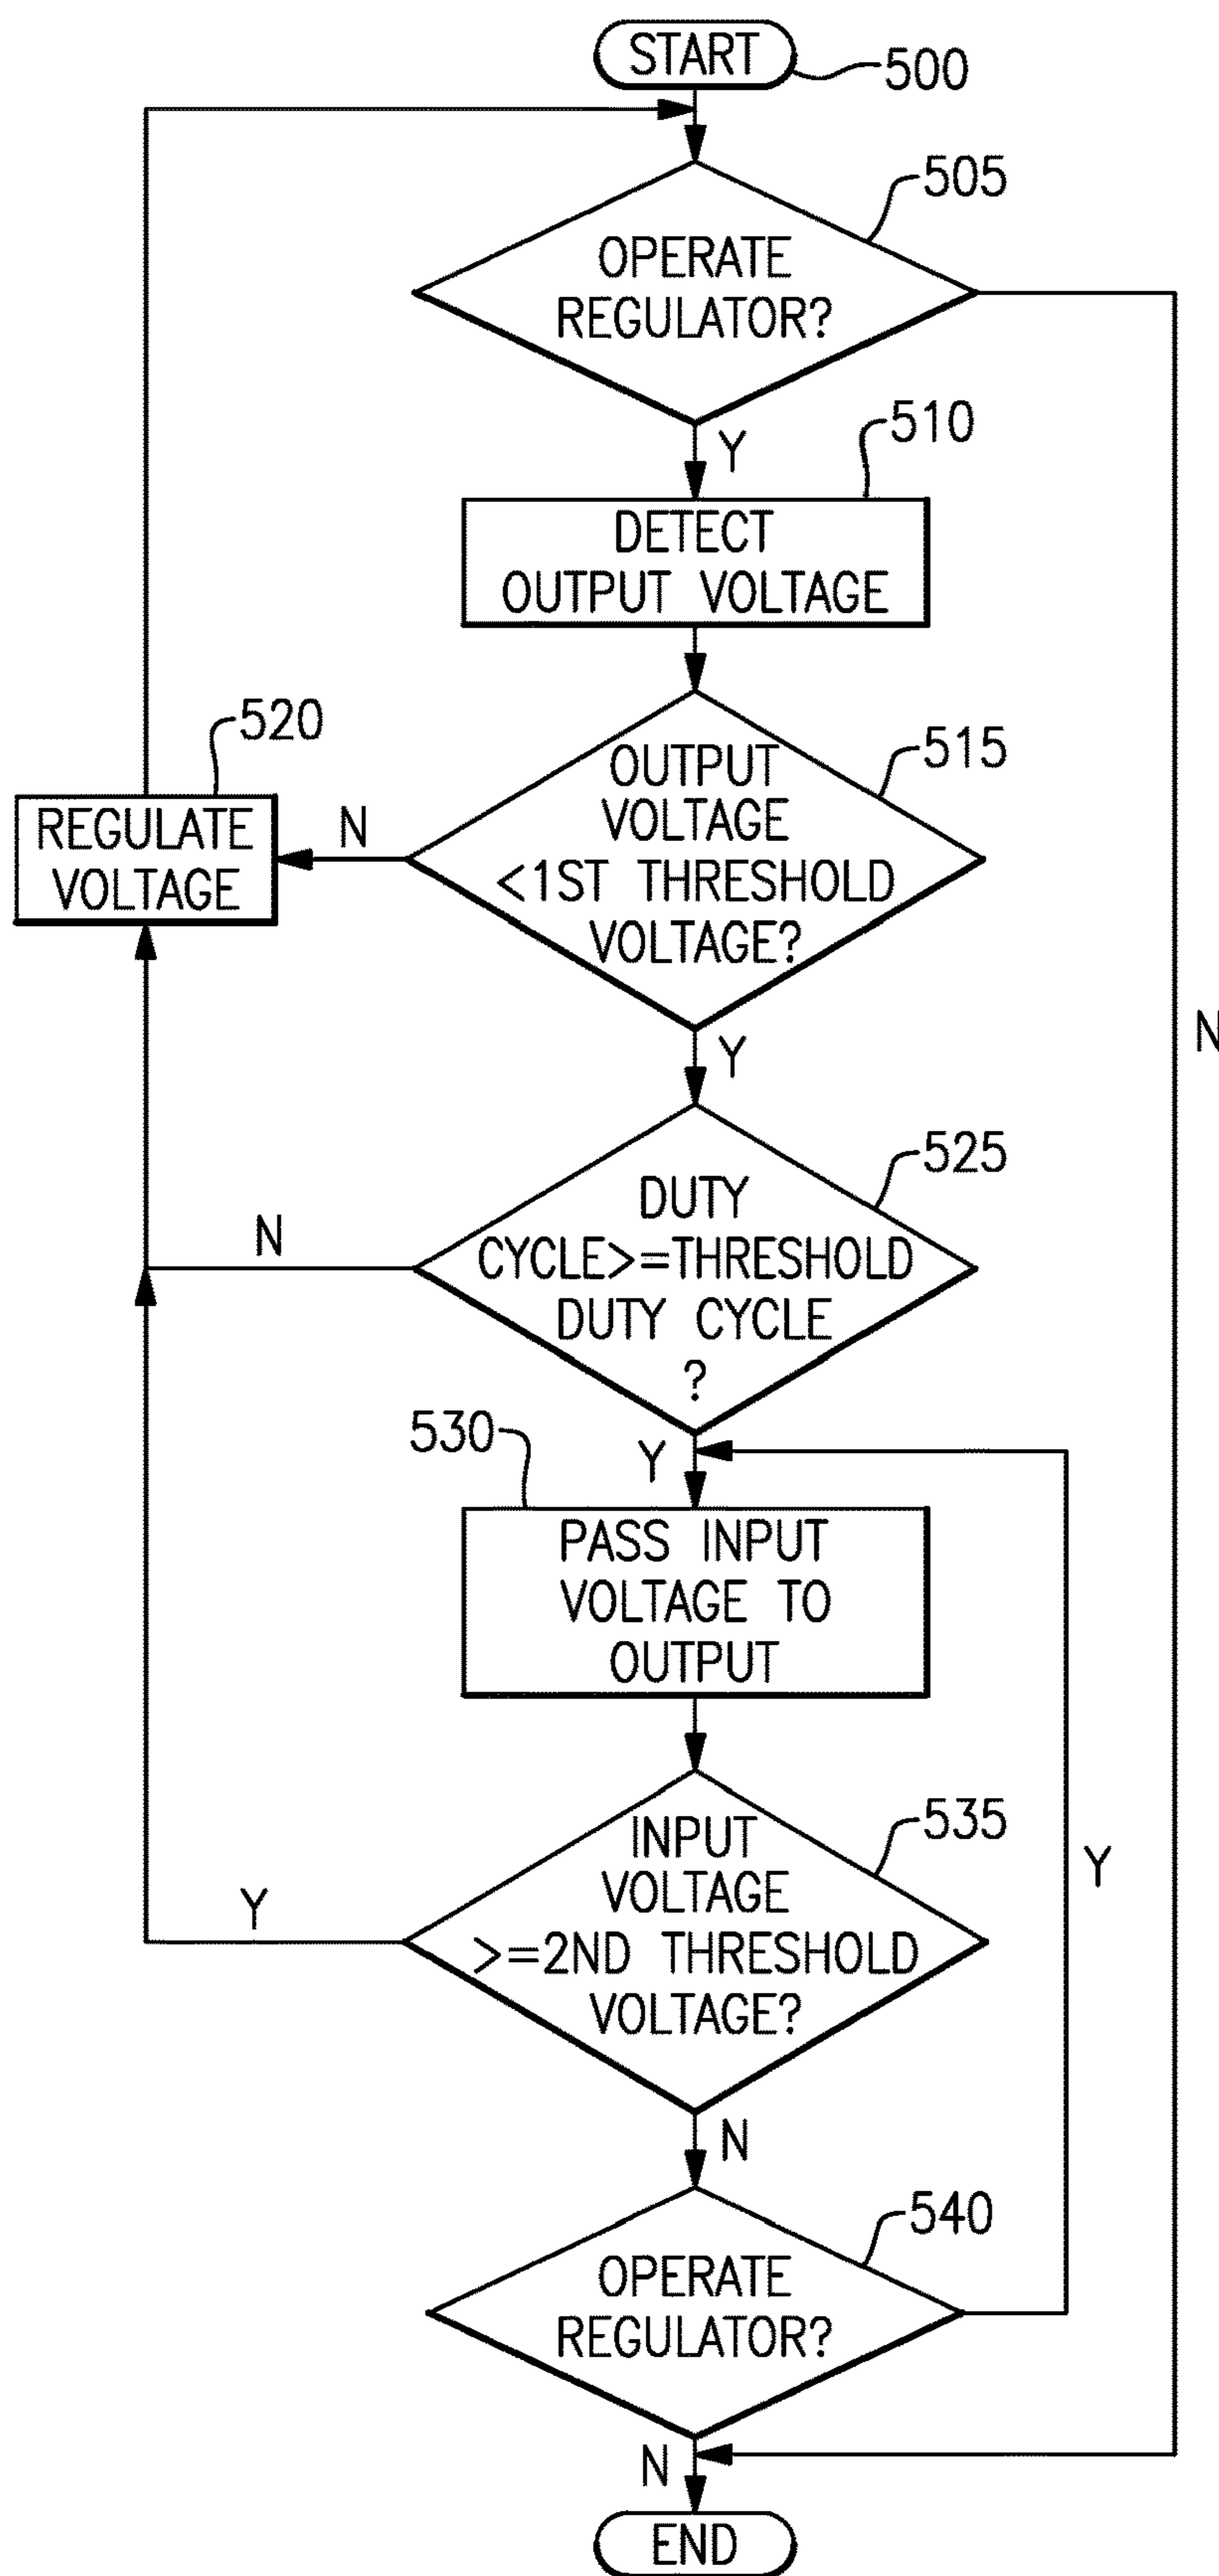 START
500
505
OPERATE
REGULATOR?
Y
510
DETECT
OUTPUT VOLTAGE
520
515
OUTPUT
VOLTAGE
<1ST THRESHOLD
VOLTAGE?
N
REGULATE
VOLTAGE
N
Y
525
DUTY
CYCLE>=THRESHOLD
DUTY CYCLE
?
N
530
Y
PASS INPUT
VOLTAGE TO
OUTPUT
535
INPUT
VOLTAGE
>=2ND THRESHOLD
VOLTAGE?
Y
Y
N
540
OPERATE
REGULATOR?
N
END